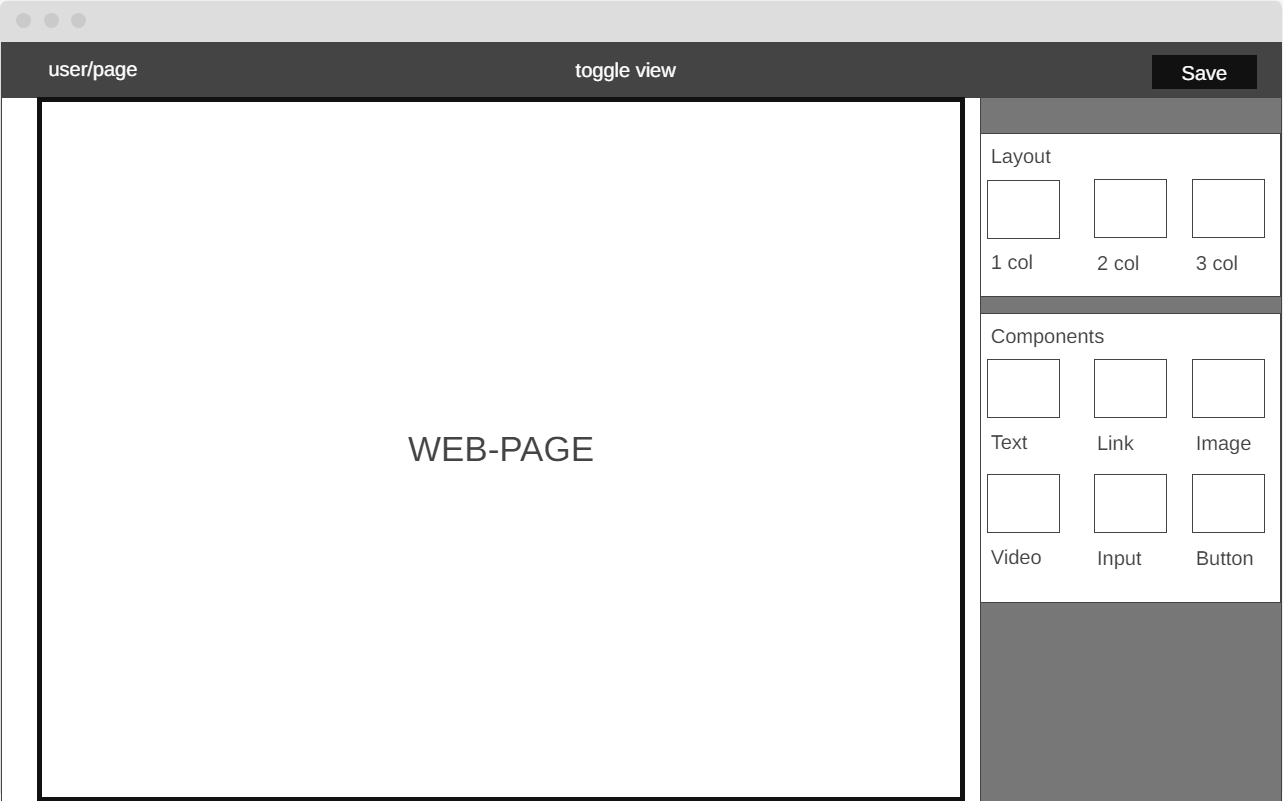 user/page
toggle view
Save
WEB-PAGE
Layout
1 col
2 col
3 col
Components
Text
Link
Image
Video
Input
Button